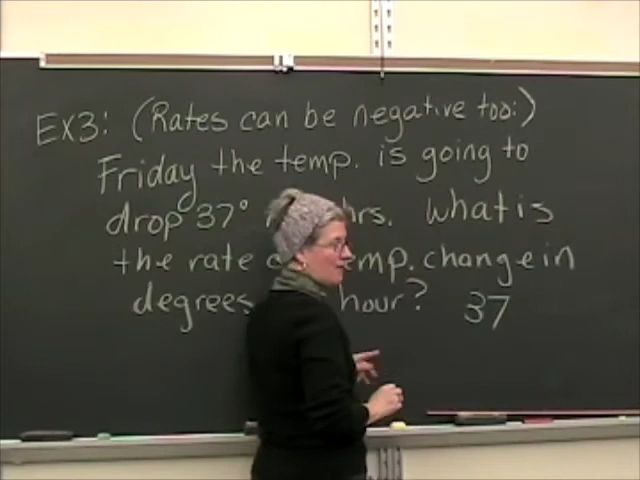 Ex3: (Rates can be negative too:)
Friday the temp. is going to
drop 37° hrs. What is
the rate temp. change in
degrees hour? 37